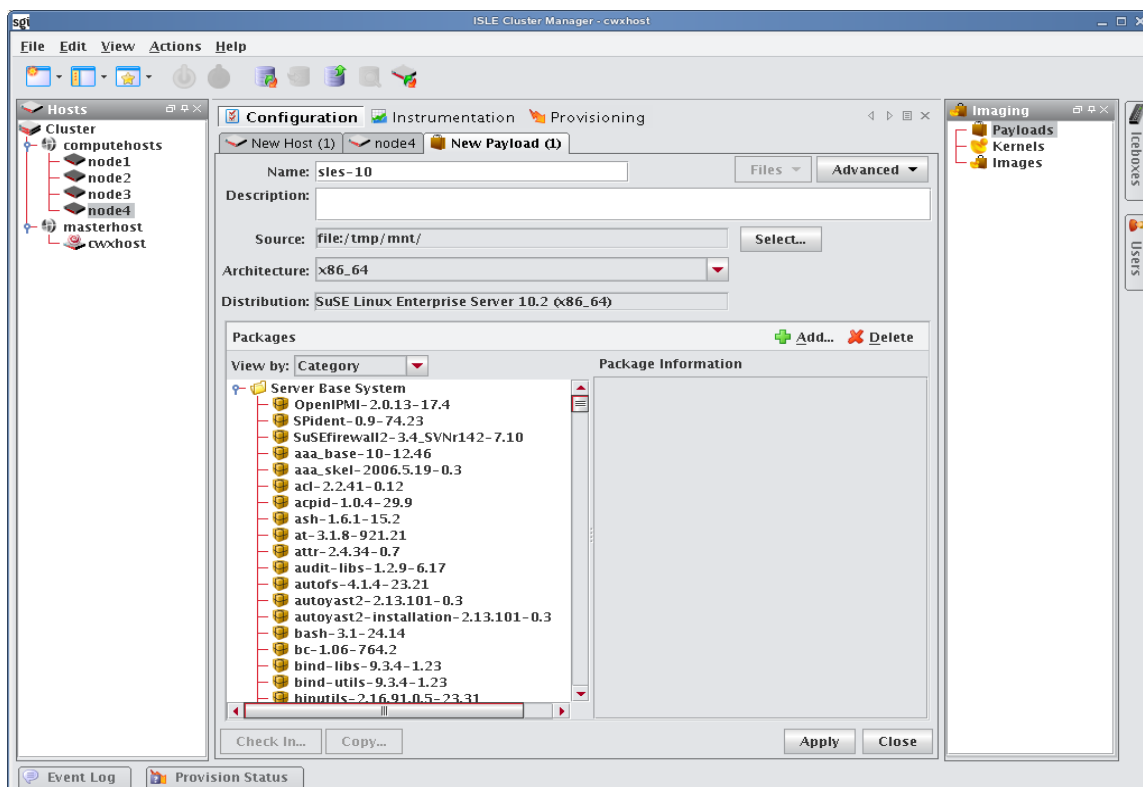 sgi ISLE Cluster Manager - cwxhost
File Edit View Actions Help
Hosts
Cluster
computehosts
node1
node2
node3
node4
masterhost
cwxhost
Configuration Instrumentation Provisioning
New Host (1) node4 New Payload (1)
Name: sles-10 Files Advanced
Description:
Source: file:/tmp/mnt/ Select...
Architecture: x86_64
Distribution: SuSE Linux Enterprise Server 10.2 (x86_64)
Packages Add... Delete
View by: Category Package Information
Server Base System
OpenIPMI-2.0.13-17.4
SPident-0.9-74.23
SuSEfirewall2-3.4_SVNr142-7.10
aaa_base-10-12.46
aaa_skel-2006.5.19-0.3
acl-2.2.41-0.12
acpid-1.0.4-29.9
ash-1.6.1-15.2
at-3.1.8-921.21
attr-2.4.34-0.7
audit-libs-1.2.9-6.17
autofs-4.1.4-23.21
autoyast2-2.13.101-0.3
autoyast2-installation-2.13.101-0.3
bash-3.1-24.14
bc-1.06-764.2
bind-libs-9.3.4-1.23
bind-utils-9.3.4-1.23
binutils-2.16.91.0.5-23.31
Check In... Copy... Apply Close
Imaging
Payloads
Kernels
Images
Iceboxes
Users
Event Log Provision Status